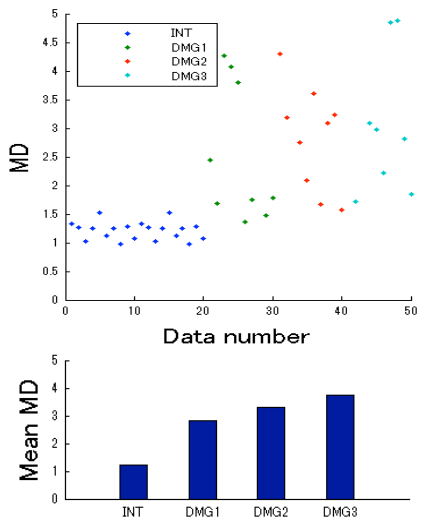 5
4.5
4
3.5
3
2.5
2
1.5
1
0.5
0
MD
INT
DMG1
DMG2
DMG3
0 10 20 30 40 50
Data number
5
4
3
2
1
0
Mean MD
INT DMG1 DMG2 DMG3